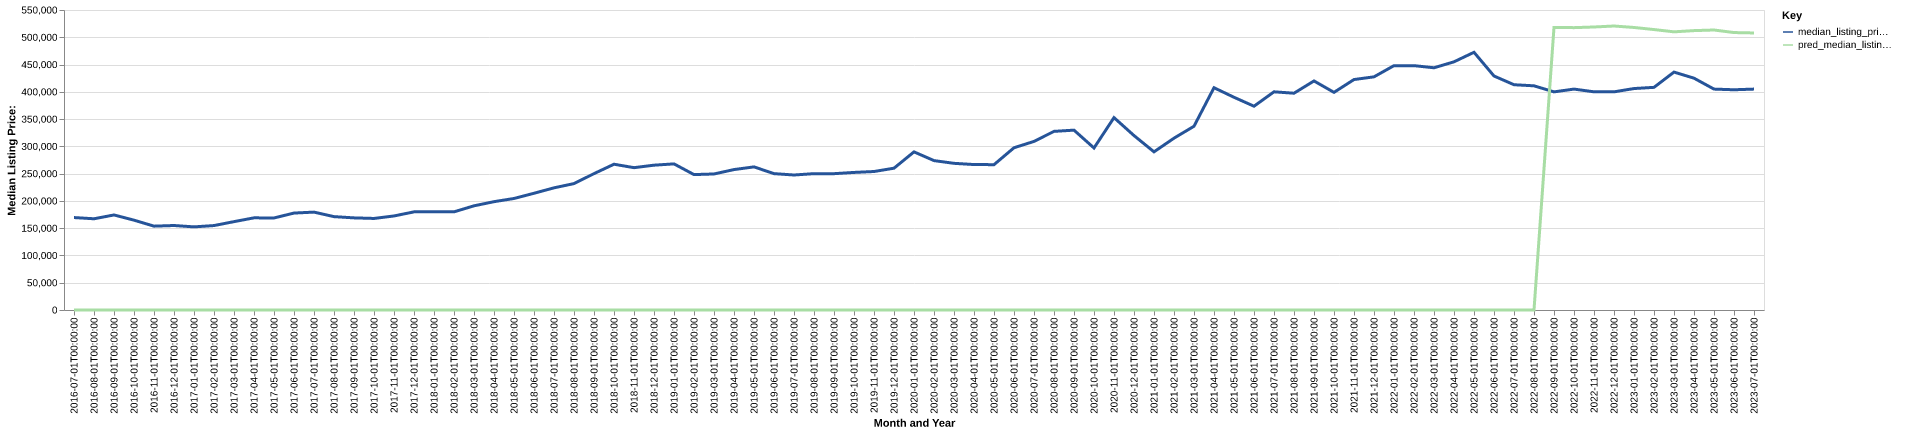 550,000
500,000
450,000
400,000
350,000
300,000
250,000
200,000
150,000
100,000
50,000
0
Median Listing Price:
2016-07-01T00:00:00
2016-08-01T00:00:00
2016-09-01T00:00:00
2016-10-01T00:00:00
2016-11-01T00:00:00
2016-12-01T00:00:00
2017-01-01T00:00:00
2017-02-01T00:00:00
2017-03-01T00:00:00
2017-04-01T00:00:00
2017-05-01T00:00:00
2017-06-01T00:00:00
2017-07-01T00:00:00
2017-08-01T00:00:00
2017-09-01T00:00:00
2017-10-01T00:00:00
2017-11-01T00:00:00
2017-12-01T00:00:00
2018-01-01T00:00:00
2018-02-01T00:00:00
2018-03-01T00:00:00
2018-04-01T00:00:00
2018-05-01T00:00:00
2018-06-01T00:00:00
2018-07-01T00:00:00
2018-08-01T00:00:00
2018-09-01T00:00:00
2018-10-01T00:00:00
2018-11-01T00:00:00
2018-12-01T00:00:00
2019-01-01T00:00:00
2019-02-01T00:00:00
2019-03-01T00:00:00
2019-04-01T00:00:00
2019-05-01T00:00:00
2019-06-01T00:00:00
2019-07-01T00:00:00
2019-08-01T00:00:00
2019-09-01T00:00:00
2019-10-01T00:00:00
2019-11-01T00:00:00
2019-12-01T00:00:00
2020-01-01T00:00:00
2020-02-01T00:00:00
2020-03-01T00:00:00
2020-04-01T00:00:00
2020-05-01T00:00:00
2020-06-01T00:00:00
2020-07-01T00:00:00
2020-08-01T00:00:00
2020-09-01T00:00:00
2020-10-01T00:00:00
2020-11-01T00:00:00
2020-12-01T00:00:00
2021-01-01T00:00:00
2021-02-01T00:00:00
2021-03-01T00:00:00
2021-04-01T00:00:00
2021-05-01T00:00:00
2021-06-01T00:00:00
2021-07-01T00:00:00
2021-08-01T00:00:00
2021-09-01T00:00:00
2021-10-01T00:00:00
2021-11-01T00:00:00
2021-12-01T00:00:00
2022-01-01T00:00:00
2022-02-01T00:00:00
2022-03-01T00:00:00
2022-04-01T00:00:00
2022-05-01T00:00:00
2022-06-01T00:00:00
2022-07-01T00:00:00
2022-08-01T00:00:00
2022-09-01T00:00:00
2022-10-01T00:00:00
2022-11-01T00:00:00
2022-12-01T00:00:00
2023-01-01T00:00:00
2023-02-01T00:00:00
2023-03-01T00:00:00
2023-04-01T00:00:00
2023-05-01T00:00:00
2023-06-01T00:00:00
2023-07-01T00:00:00
Month and Year
Key
median_listing_pri…
pred_median_listin…